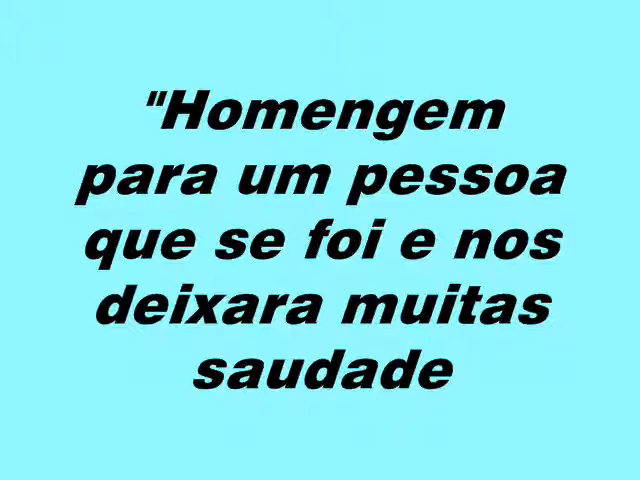 "Homengem
para um pessoa
que se foi e nos
deixara muitas
saudade